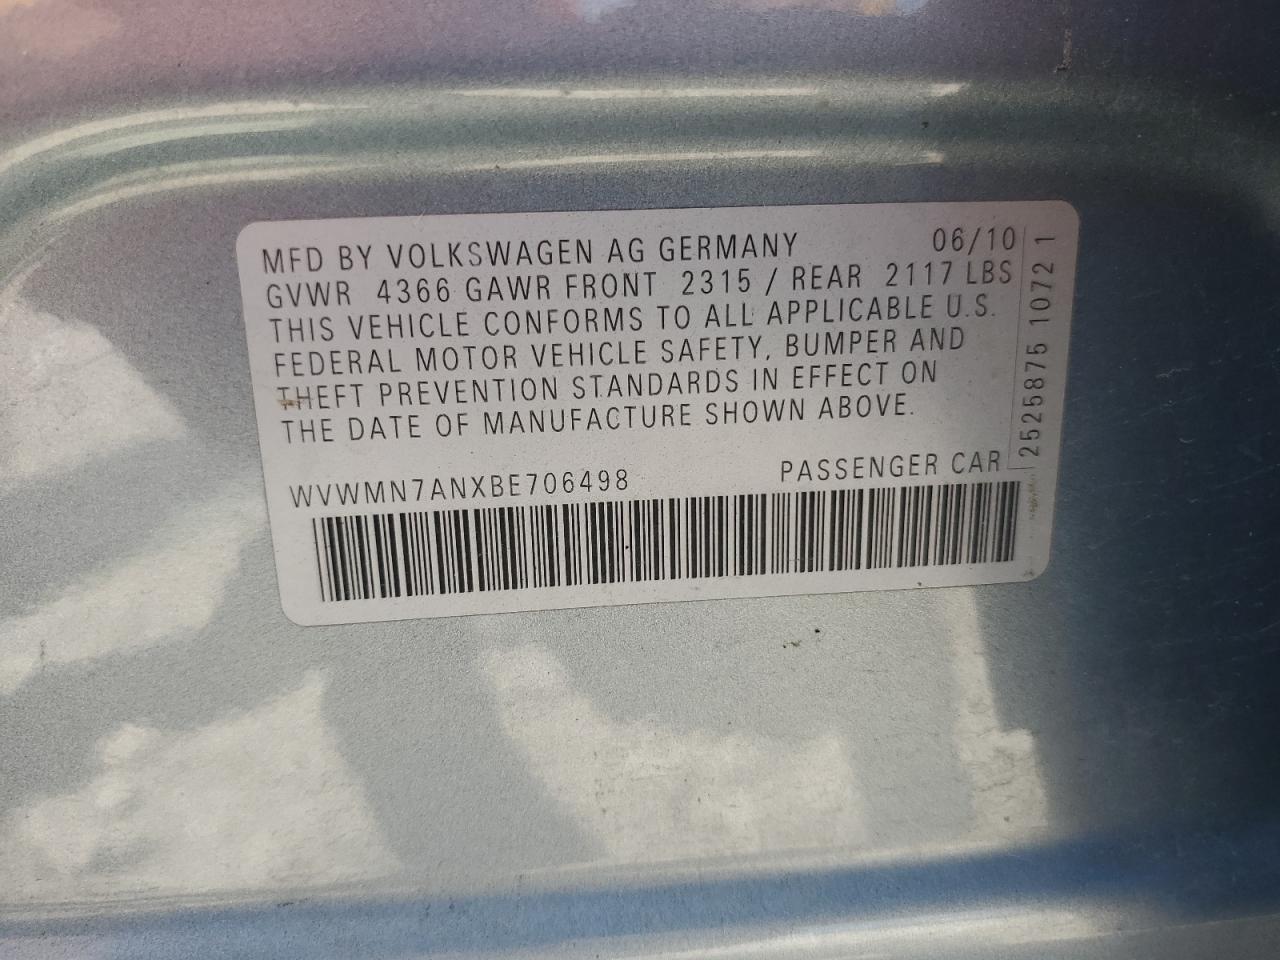 MFD BY VOLKSWAGEN AG GERMANY 06/10
GVWR 4366 GAWR FRONT 2315 / REAR 2117 LBS
THIS VEHICLE CONFORMS TO ALL APPLICABLE U.S.
FEDERAL MOTOR VEHICLE SAFETY, BUMPER AND
THEFT PREVENTION STANDARDS IN EFFECT ON
THE DATE OF MANUFACTURE SHOWN ABOVE.
WVWMN7ANXBE706498 PASSENGER CAR
2525875 1072 1